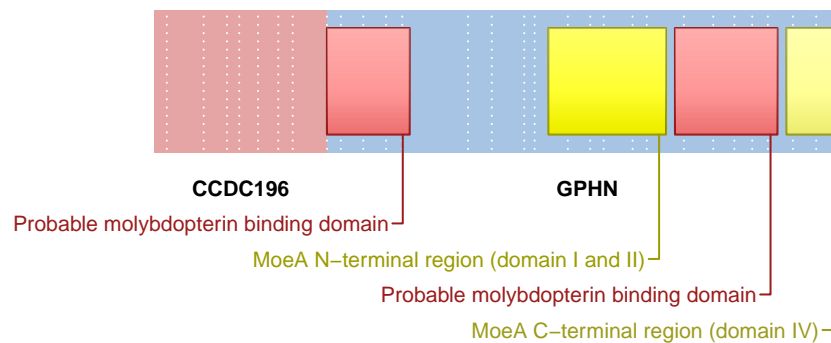 CCDC196 GPHN
Probable molybdopterin binding domain
MoeA N−terminal region (domain I and II)
Probable molybdopterin binding domain
MoeA C−terminal region (domain IV)